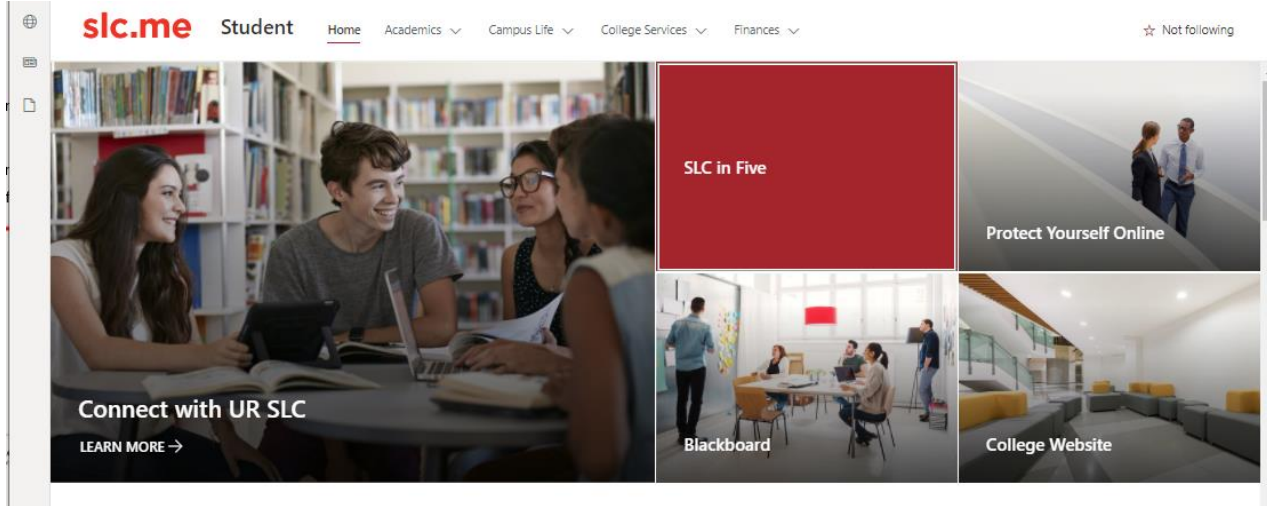 slc.me Student Home Academics Campus Life College Services Finances Not following
SLC in Five
Protect Yourself Online
Connect with UR SLC
LEARN MORE →
Blackboard
College Website